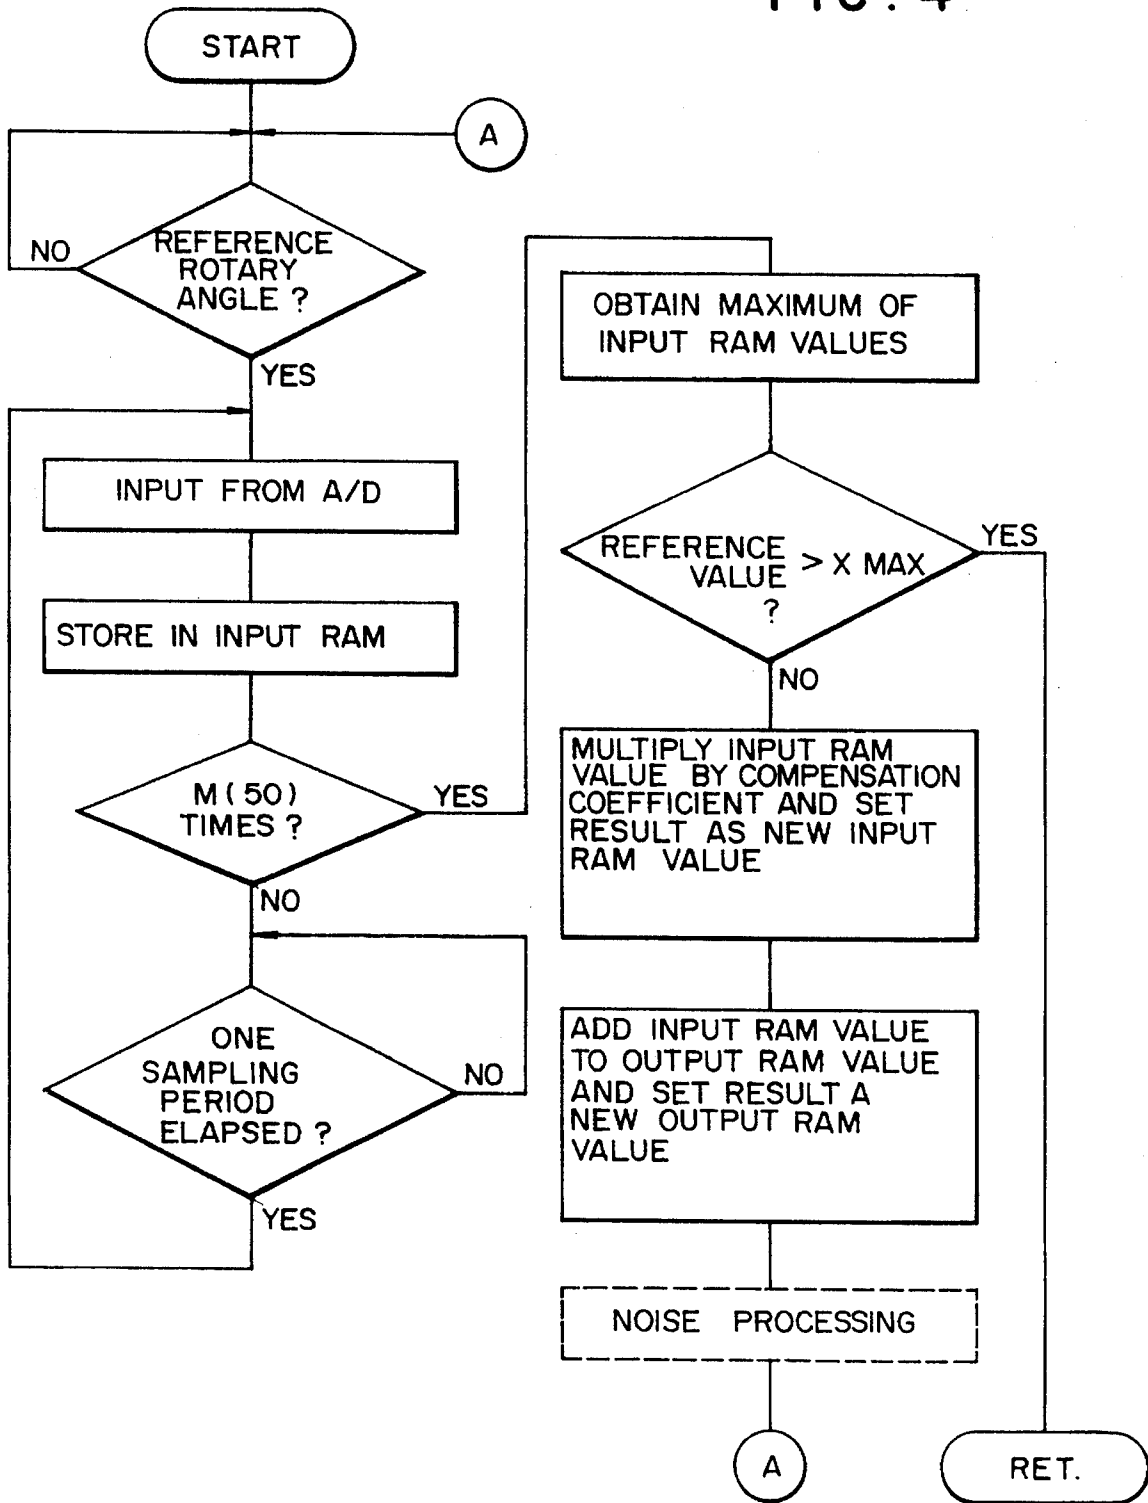 FIG. 4
START
A
REFERENCE
ROTARY
ANGLE ?
NO
YES
INPUT FROM A/D
STORE IN INPUT RAM
M(50)
TIMES ?
YES
NO
ONE
SAMPLING
PERIOD
ELAPSED ?
NO
YES
OBTAIN MAXIMUM OF
INPUT RAM VALUES
REFERENCE
VALUE > X MAX
?
YES
NO
MULTIPLY INPUT RAM
VALUE BY COMPENSATION
COEFFICIENT AND SET
RESULT AS NEW INPUT
RAM VALUE
ADD INPUT RAM VALUE
TO OUTPUT RAM VALUE
AND SET RESULT A
NEW OUTPUT RAM
VALUE
NOISE PROCESSING
A
RET.